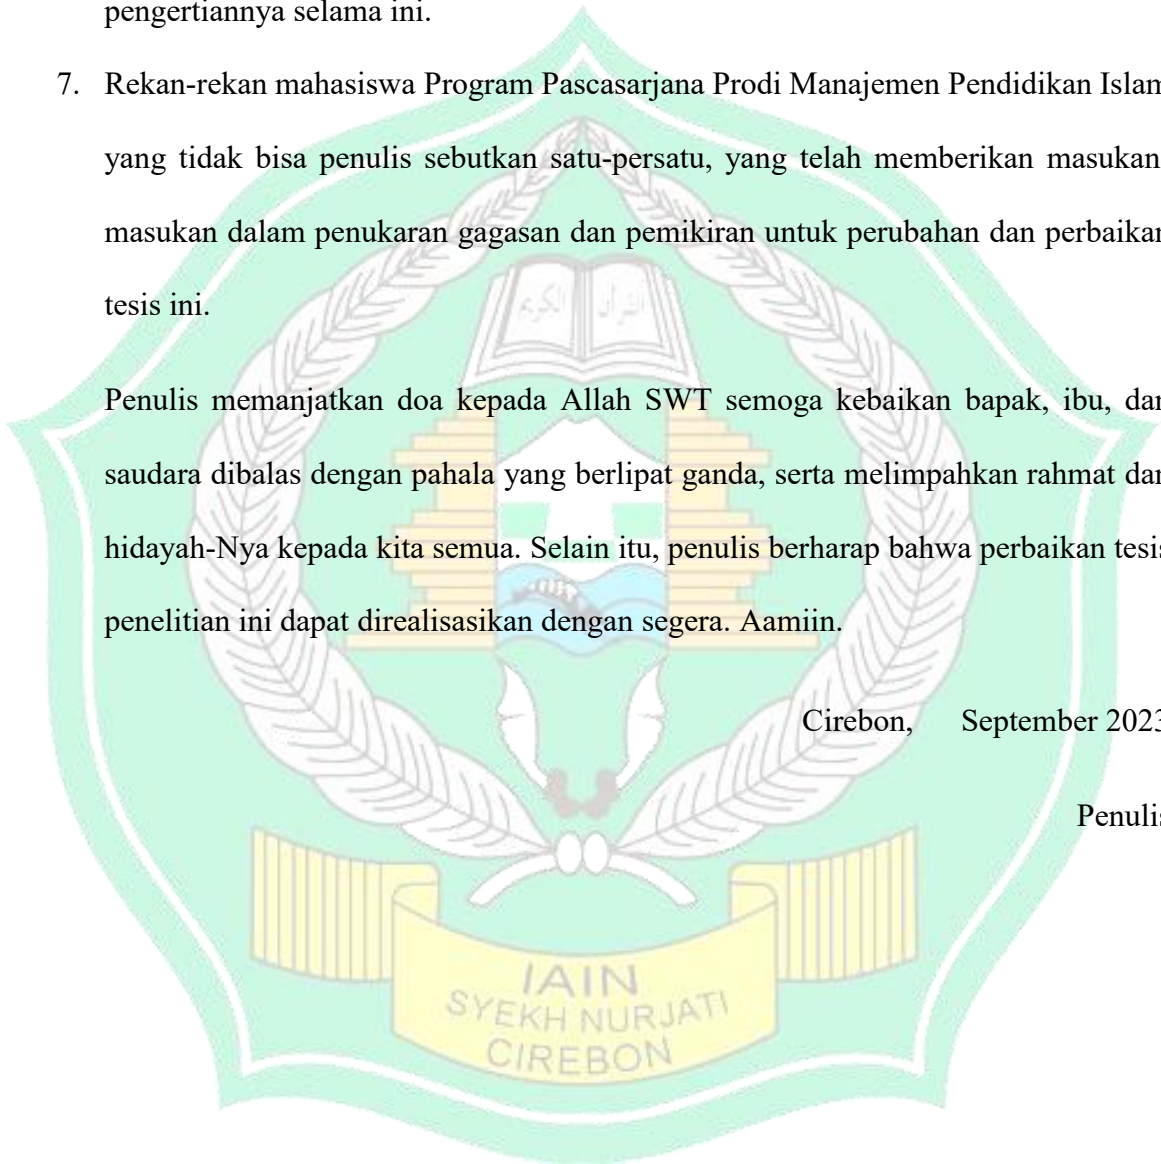 pengertiannya selama ini.
7. Rekan-rekan mahasiswa Program Pascasarjana Prodi Manajemen Pendidikan Islam
yang tidak bisa penulis sebutkan satu-persatu, yang telah memberikan masukan
masukan dalam penukaran gagasan dan pemikiran untuk perubahan dan perbaikan
tesis ini.
القرآن الكريم
Penulis memanjatkan doa kepada Allah SWT semoga kebaikan bapak, ibu, dan
saudara dibalas dengan pahala yang berlipat ganda, serta melimpahkan rahmat dan
hidayah-Nya kepada kita semua. Selain itu, penulis berharap bahwa perbaikan tesis
penelitian ini dapat direalisasikan dengan segera. Aamiin.
Cirebon, September 2023
Penulis
IAIN
SYEKH NURJATI
CIREBON